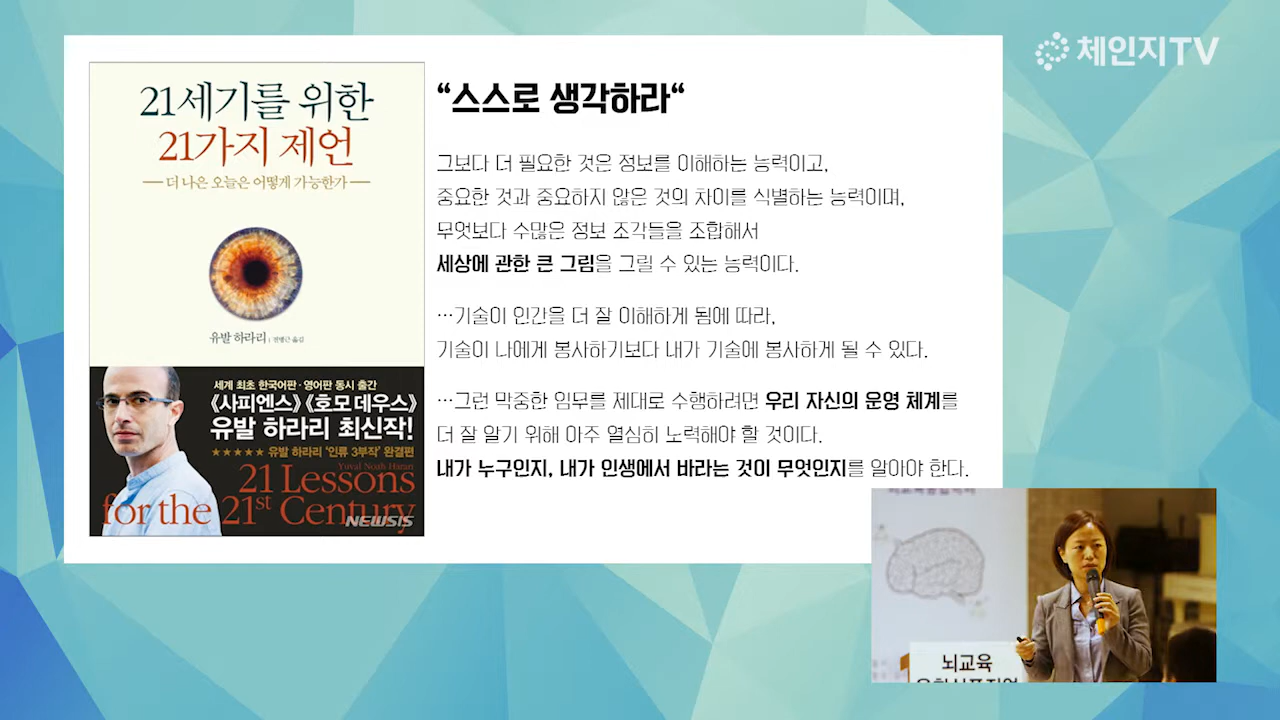 체인지TV
21세기를 위한
21가지 제언
더 나은 오늘은 어떻게 가능한가
유발 하라리 | 전병근 옮김
세계 최초 한국어판·영어판 동시 출간
《사피엔스》《호모 데우스》
유발 하라리 최신작!
★★★★★ 유발 하라리 '인류 3부작' 완결편
Yuval Noah Harari
21 Lessons
for the 21st Century
NEWSIS
“스스로 생각하라“
그보다 더 필요한 것은 정보를 이해하는 능력이고,
중요한 것과 중요하지 않은 것의 차이를 식별하는 능력이며,
무엇보다 수많은 정보 조각들을 조합해서
세상에 관한 큰 그림을 그릴 수 있는 능력이다.
…기술이 인간을 더 잘 이해하게 됨에 따라,
기술이 나에게 봉사하기보다 내가 기술에 봉사하게 될 수 있다.
…그런 막중한 임무를 제대로 수행하려면 우리 자신의 운영 체계를
더 잘 알기 위해 아주 열심히 노력해야 할 것이다.
내가 누구인지, 내가 인생에서 바라는 것이 무엇인지를 알아야 한다.
뇌교육